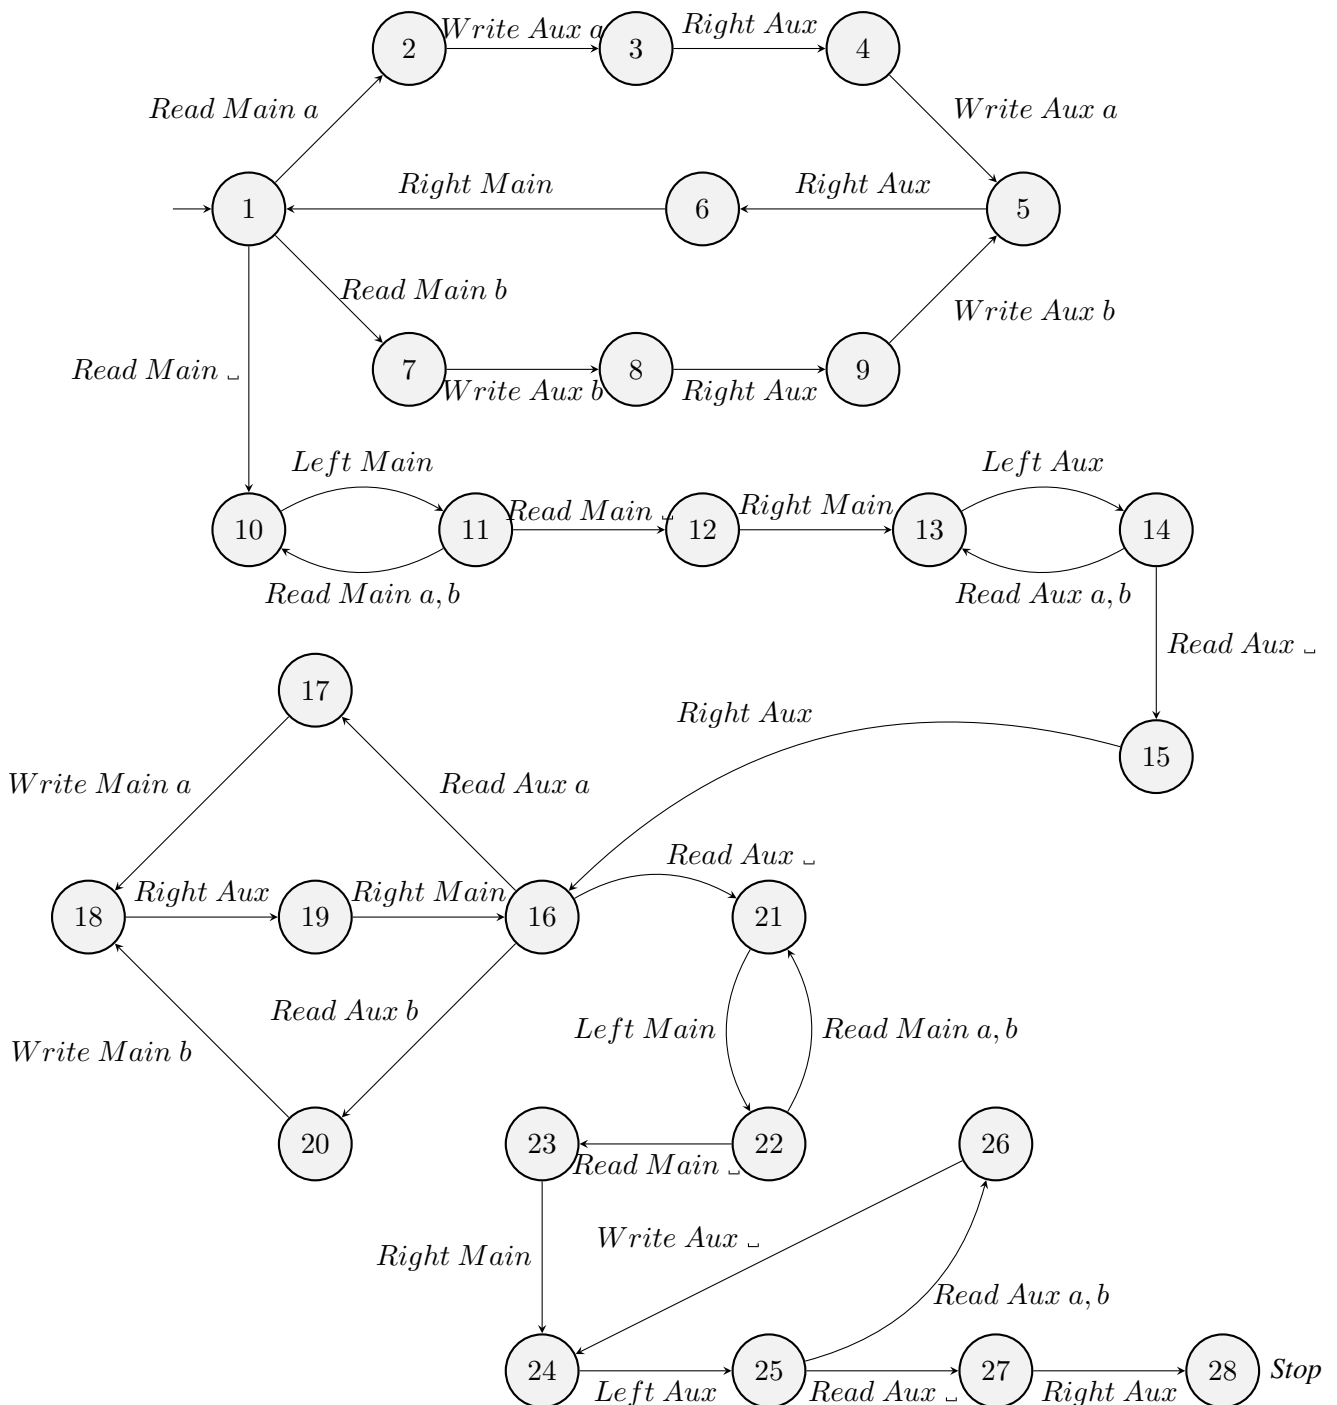 2 Write Aux a 3 Right Aux 4
Read Main a Write Aux a
1 Right Main 6 Right Aux 5
Read Main b
Write Aux b
Read Main ␣ 7 Write Aux b 8 Right Aux 9
Left Main Left Aux
10 11 Read Main ␣ 12 Right Main 13 14
Read Main a, b Read Aux a, b
Read Aux ␣
17
Right Aux
15
Write Main a Read Aux a
Read Aux ␣
18 Right Aux 19 Right Main 16 21
Read Aux b
Left Main Read Main a, b
Write Main b
20 23 Read Main ␣ 22 26
Write Aux ␣
Right Main
Read Aux a, b
24 Left Aux 25 Read Aux ␣ 27 Right Aux 28 Stop